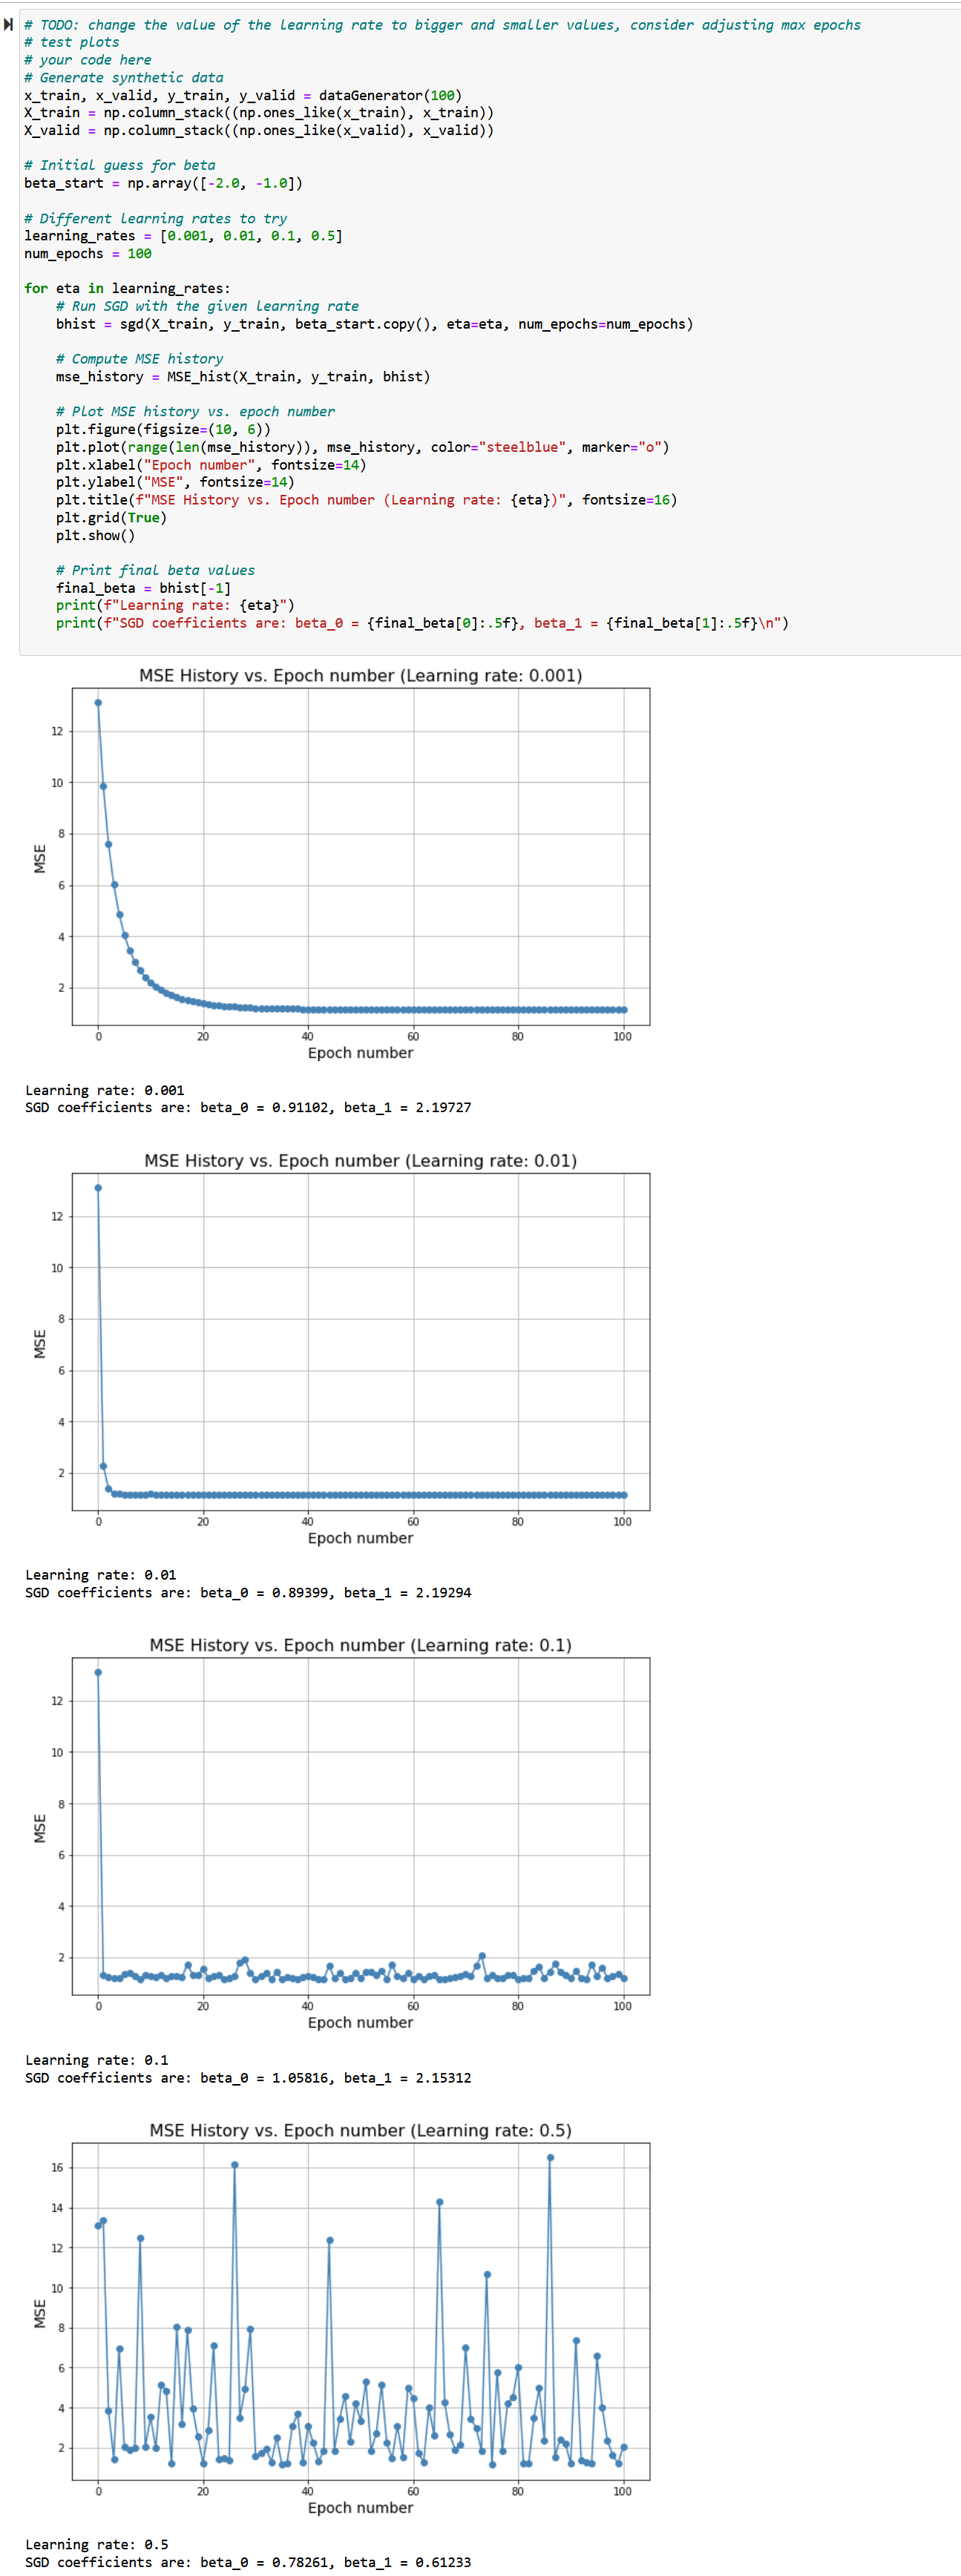 # TODO: change the value of the learning rate to bigger and smaller values, consider adjusting max epochs
# test plots
# your code here
# Generate synthetic data
x_train, x_valid, y_train, y_valid = dataGenerator(100)
X_train = np.column_stack((np.ones_like(x_train), x_train))
X_valid = np.column_stack((np.ones_like(x_valid), x_valid))

# Initial guess for beta
beta_start = np.array([-2.0, -1.0])

# Different learning rates to try
learning_rates = [0.001, 0.01, 0.1, 0.5]
num_epochs = 100

for eta in learning_rates:
    # Run SGD with the given learning rate
    bhist = sgd(X_train, y_train, beta_start.copy(), eta=eta, num_epochs=num_epochs)

    # Compute MSE history
    mse_history = MSE_hist(X_train, y_train, bhist)

    # Plot MSE history vs. epoch number
    plt.figure(figsize=(10, 6))
    plt.plot(range(len(mse_history)), mse_history, color="steelblue", marker="o")
    plt.xlabel("Epoch number", fontsize=14)
    plt.ylabel("MSE", fontsize=14)
    plt.title(f"MSE History vs. Epoch number (Learning rate: {eta})", fontsize=16)
    plt.grid(True)
    plt.show()

    # Print final beta values
    final_beta = bhist[-1]
    print(f"Learning rate: {eta}")
    print(f"SGD coefficients are: beta_0 = {final_beta[0]:.5f}, beta_1 = {final_beta[1]:.5f}\n")

MSE History vs. Epoch number (Learning rate: 0.001)
12
10
8
MSE
6
4
2
0 20 40 60 80 100
Epoch number
Learning rate: 0.001
SGD coefficients are: beta_0 = 0.91102, beta_1 = 2.19727

MSE History vs. Epoch number (Learning rate: 0.01)
12
10
8
MSE
6
4
2
0 20 40 60 80 100
Epoch number
Learning rate: 0.01
SGD coefficients are: beta_0 = 0.89399, beta_1 = 2.19294

MSE History vs. Epoch number (Learning rate: 0.1)
12
10
8
MSE
6
4
2
0 20 40 60 80 100
Epoch number
Learning rate: 0.1
SGD coefficients are: beta_0 = 1.05816, beta_1 = 2.15312

MSE History vs. Epoch number (Learning rate: 0.5)
16
14
12
10
MSE
8
6
4
2
0 20 40 60 80 100
Epoch number
Learning rate: 0.5
SGD coefficients are: beta_0 = 0.78261, beta_1 = 0.61233